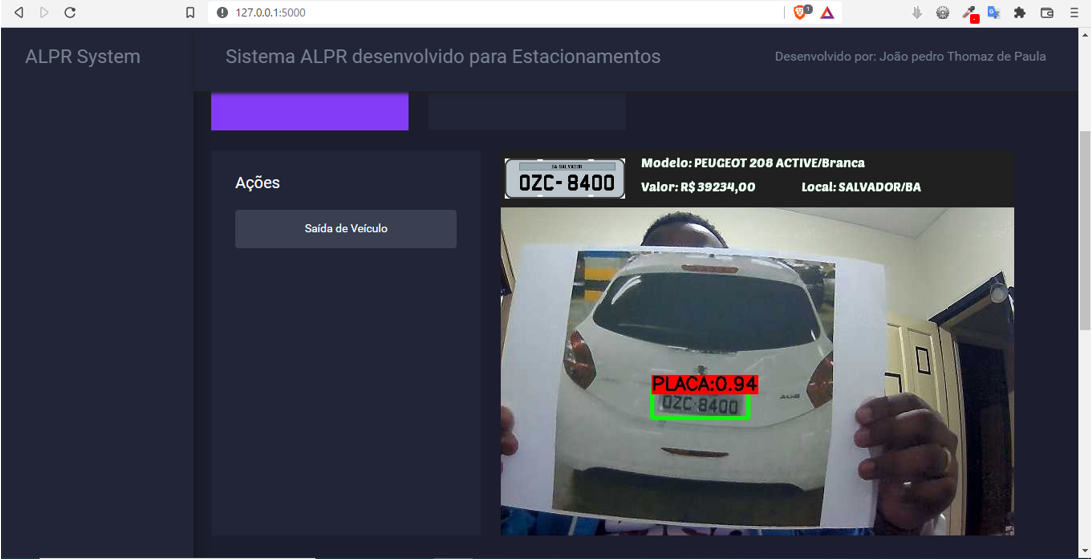 127.0.0.1:5000
1
ALPR System
Sistema ALPR desenvolvido para Estacionamentos
Desenvolvido por: João pedro Thomaz de Paula
Ações
Saída de Veículo
BA SALVADOR
OZC-8400
Modelo: PEUGEOT 208 ACTIVE/Branca
Valor: R$ 39234,00
Local: SALVADOR/BA
PLACA:0.94
OZC-8400